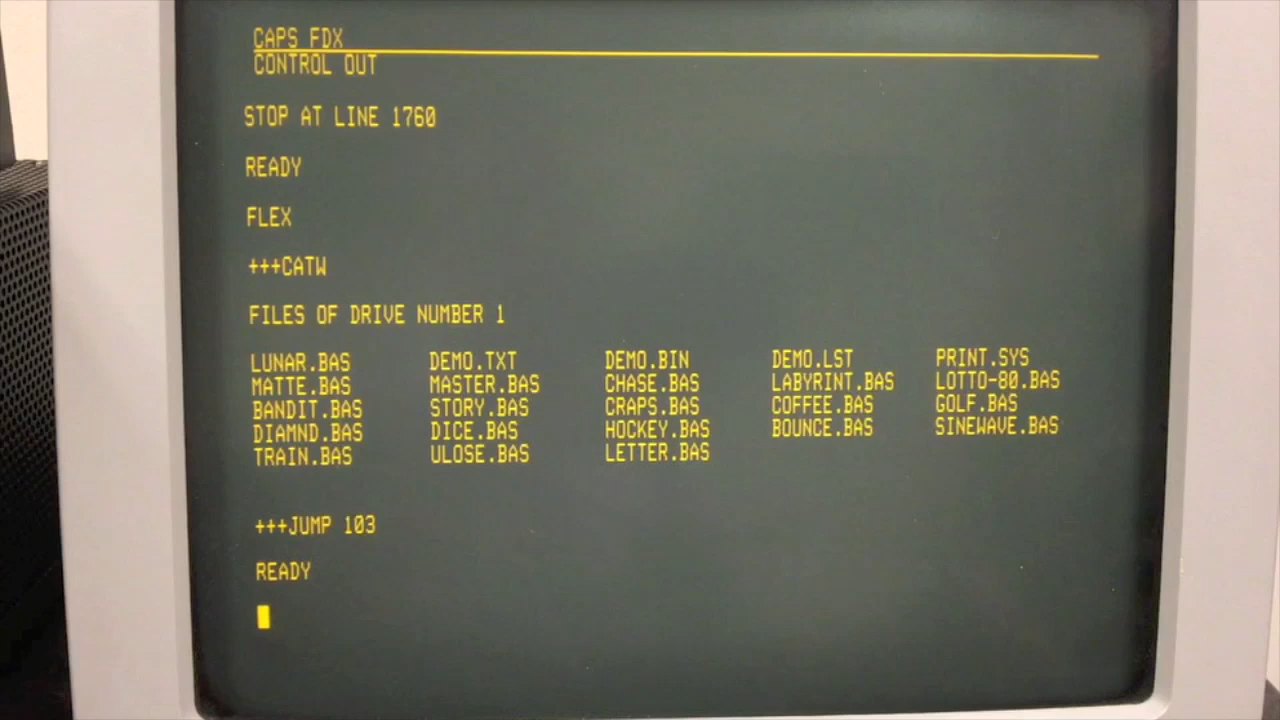 CAPS FDX
CONTROL OUT
STOP AT LINE 1760
READY
FLEX
+++CATW
FILES OF DRIVE NUMBER 1
LUNAR.BAS DEMO.TXT DEMO.BIN DEMO.LST PRINT.SYS
MATTE.BAS MASTER.BAS CHASE.BAS LABYRINT.BAS LOTTO-80.BAS
BANDIT.BAS STORY.BAS CRAPS.BAS COFFEE.BAS GOLF.BAS
DIAMND.BAS DICE.BAS HOCKEY.BAS BOUNCE.BAS SINEWAVE.BAS
TRAIN.BAS ULOSE.BAS LETTER.BAS
+++JUMP 103
READY